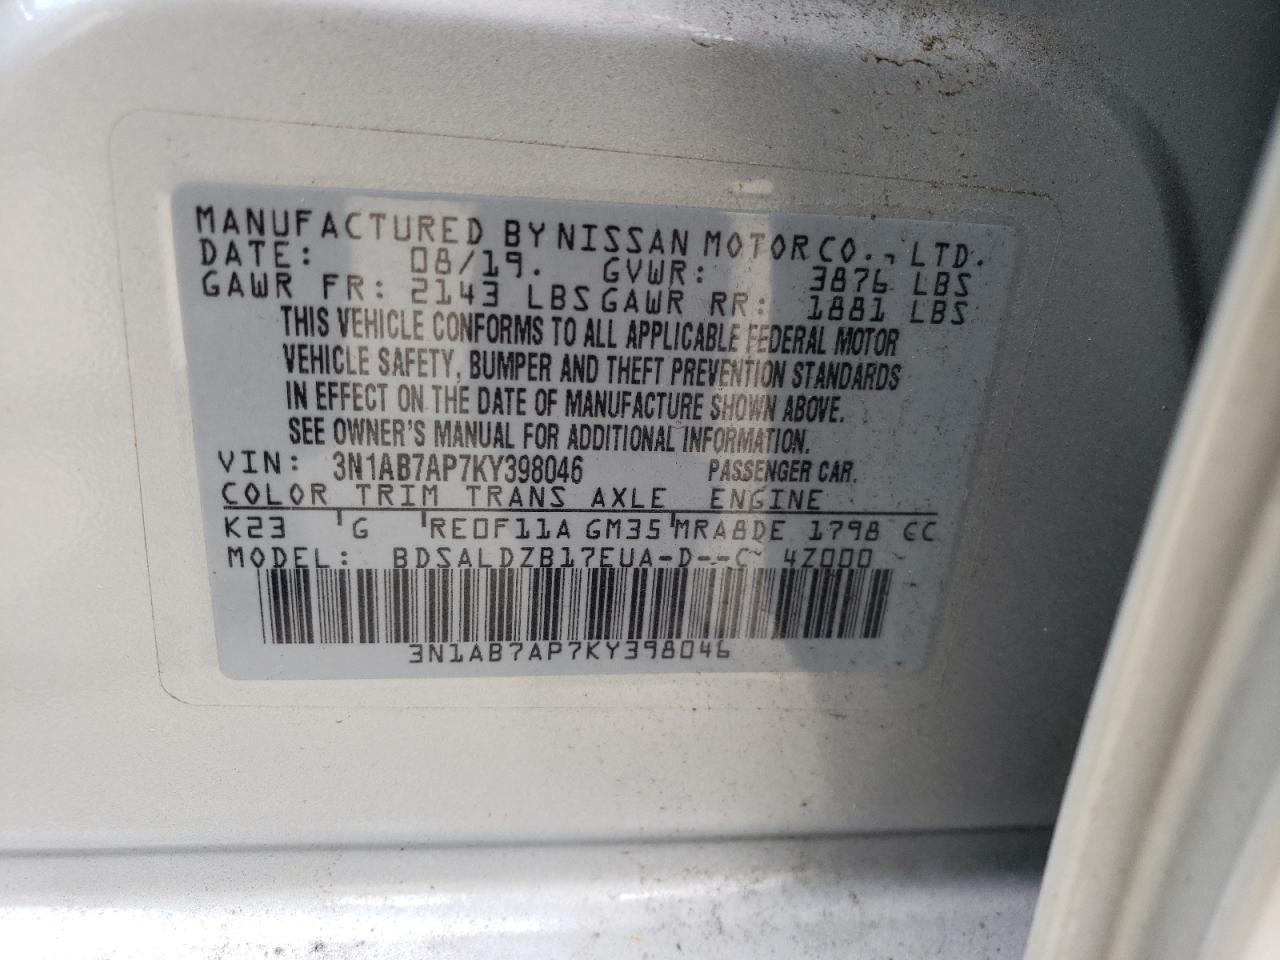 MANUFACTURED BY NISSAN MOTOR CO., LTD.
DATE: 08/19. GVWR: 3876 LBS
GAWR FR: 2143 LBS GAWR RR: 1881 LBS
THIS VEHICLE CONFORMS TO ALL APPLICABLE FEDERAL MOTOR
VEHICLE SAFETY, BUMPER AND THEFT PREVENTION STANDARDS
IN EFFECT ON THE DATE OF MANUFACTURE SHOWN ABOVE.
SEE OWNER'S MANUAL FOR ADDITIONAL INFORMATION.
VIN: 3N1AB7AP7KY398046 PASSENGER CAR.
COLOR TRIM TRANS AXLE ENGINE
K23 G RE0F11A GM35 MRA8DE 1798 CC
MODEL: BDSALDZB17EUA-D--C- 4Z000
3N1AB7AP7KY398046